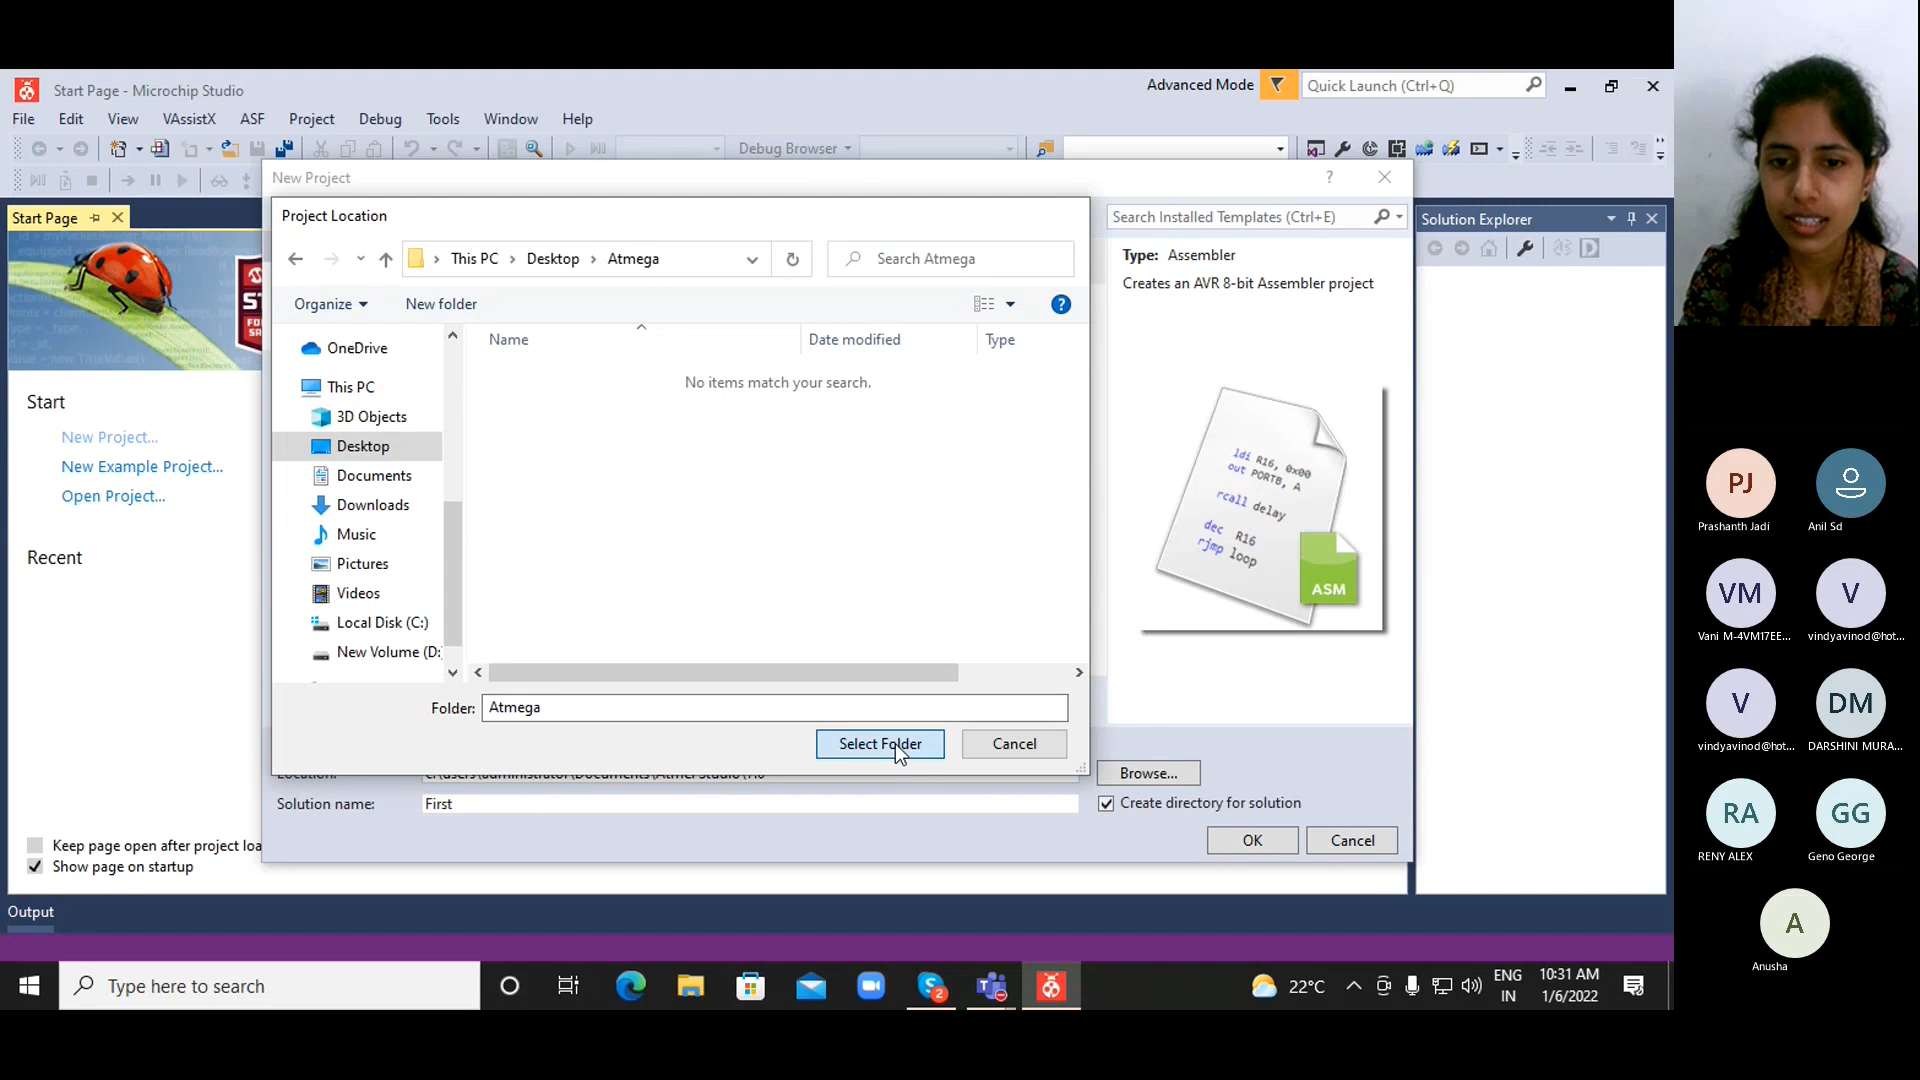 Start Page - Microchip Studio
Advanced Mode
Quick Launch (Ctrl+Q)
File Edit View VAssistX ASF Project Debug Tools Window Help
Debug Browser
New Project
Start Page
Project Location
Search Installed Templates (Ctrl+E)
Solution Explorer
This PC > Desktop > Atmega
Search Atmega
Type: Assembler
Creates an AVR 8-bit Assembler project
Organize
New folder
Name
Date modified
Type
No items match your search.
OneDrive
This PC
3D Objects
Desktop
Documents
Downloads
Music
Pictures
Videos
Local Disk (C:)
New Volume (D:
ldi R16, 0x00
out PORTB, A
rcall delay
dec R16
rjmp loop
ASM
Start
New Project...
New Example Project...
Open Project...
Recent
Folder: Atmega
Select Folder
Cancel
Browse...
Solution name: First
Create directory for solution
OK
Cancel
Keep page open after project loa
Show page on startup
Output
Type here to search
2
22°C
ENG
IN
10:31 AM
1/6/2022
PJ
Prashanth Jadi
Anil Sd
VM
Vani M-4VM17EE...
V
vindyavinod@hot...
V
vindyavinod@hot...
DM
DARSHINI MURA...
RA
RENY ALEX
GG
Geno George
A
Anusha